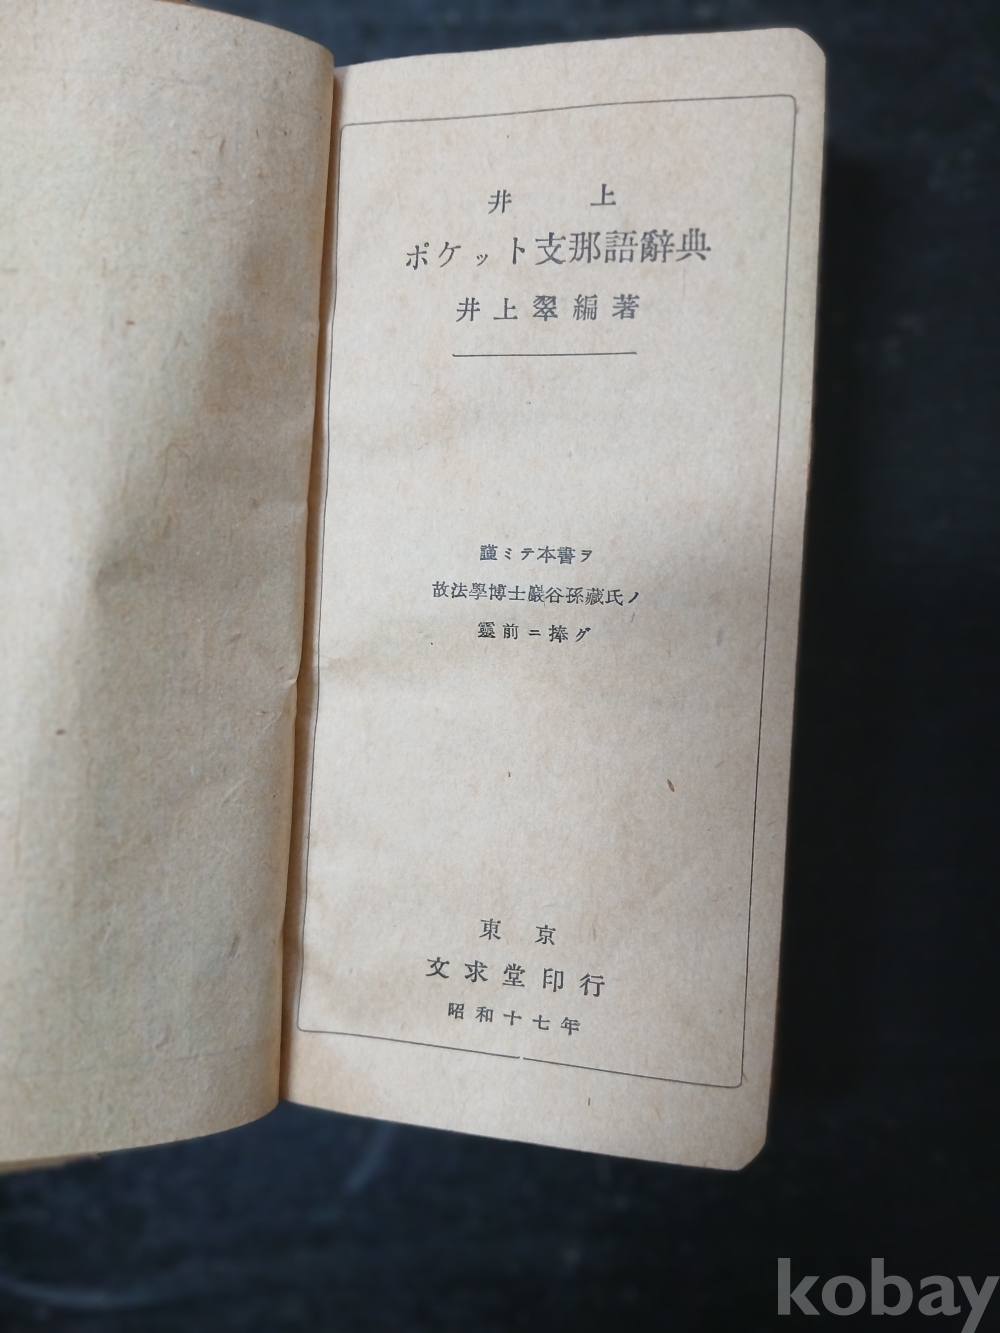 井上
ポケット支那語辭典
井上翠編著
謹ミテ本書ヲ
故法學博士巖谷孫藏氏ノ
靈前ニ捧グ
東京
文求堂印行
昭和十七年
kobay